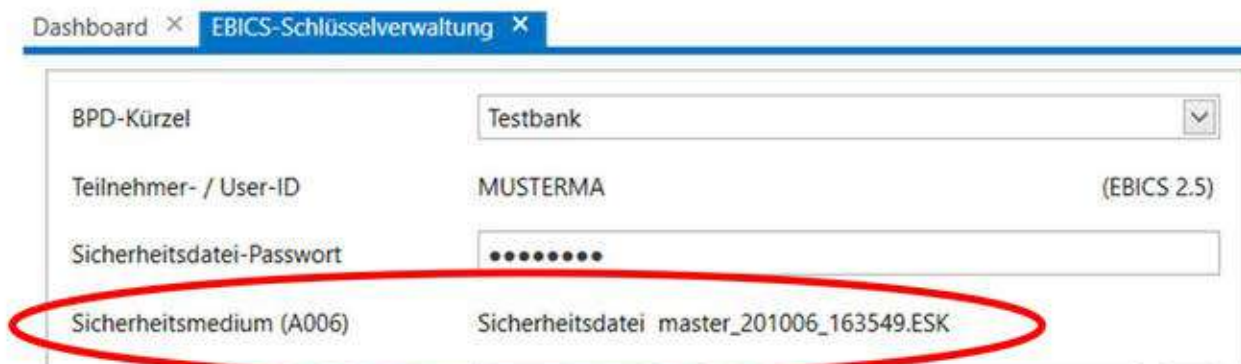 Dashboard × EBICS-Schlüsselverwaltung ×
BPD-Kürzel Testbank
Teilnehmer- / User-ID MUSTERMA (EBICS 2.5)
Sicherheitsdatei-Passwort ••••••••
Sicherheitsmedium (A006) Sicherheitsdatei master_201006_163549.ESK